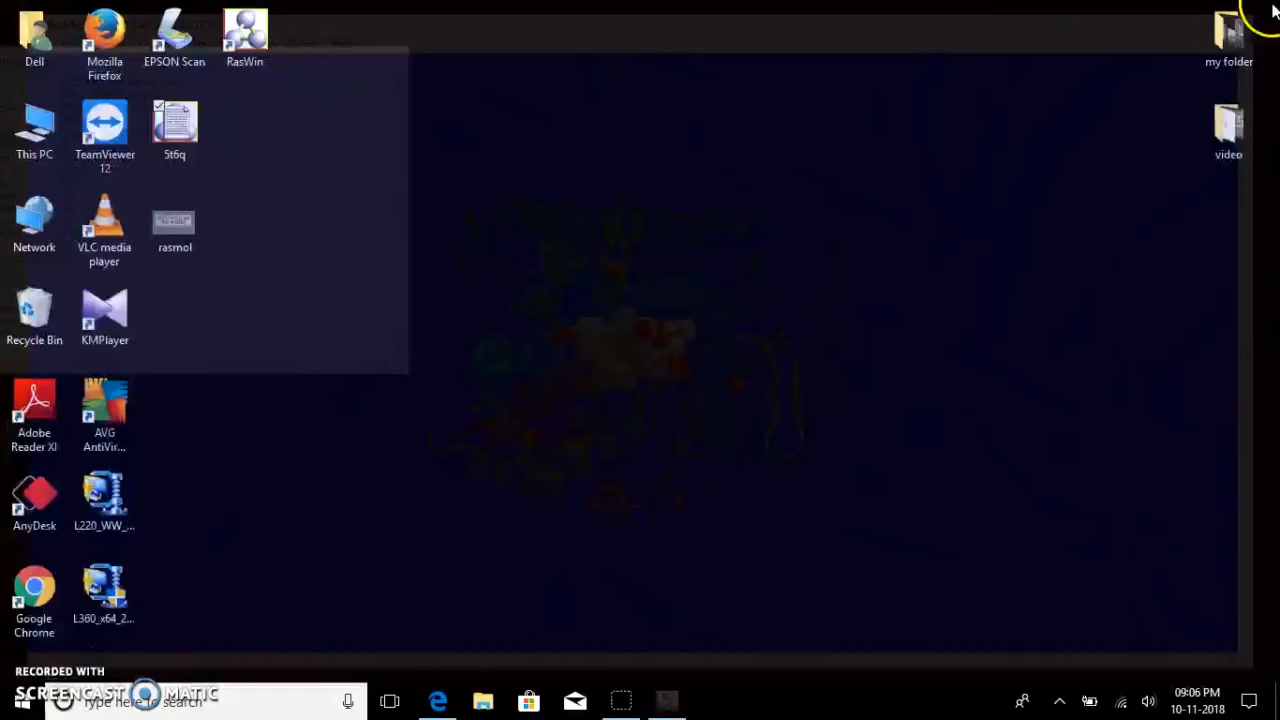 Dell
Mozilla
Firefox
EPSON Scan
RasWin
my folder
This PC
TeamViewer
12
5t6q
video
Network
VLC media
player
rasmol
Recycle Bin
KMPlayer
Adobe
Reader XI
AVG
AntiVir...
AnyDesk
L220_WW_...
Google
Chrome
L360_x64_2...
RECORDED WITH
SCREENCAST MATIC
Type here to search
09:06 PM
10-11-2018